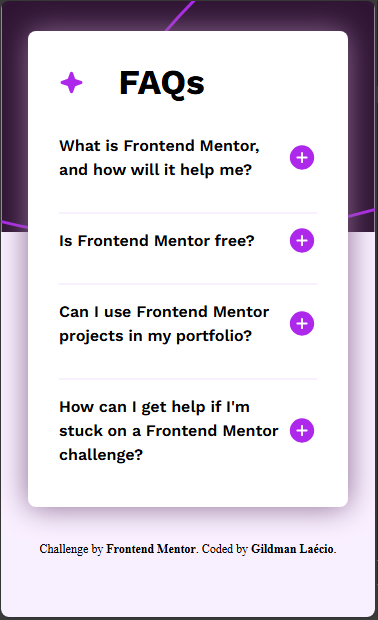 FAQs
What is Frontend Mentor,
and how will it help me?
Is Frontend Mentor free?
Can I use Frontend Mentor
projects in my portfolio?
How can I get help if I'm
stuck on a Frontend Mentor
challenge?
Challenge by Frontend Mentor. Coded by Gildman Laécio.